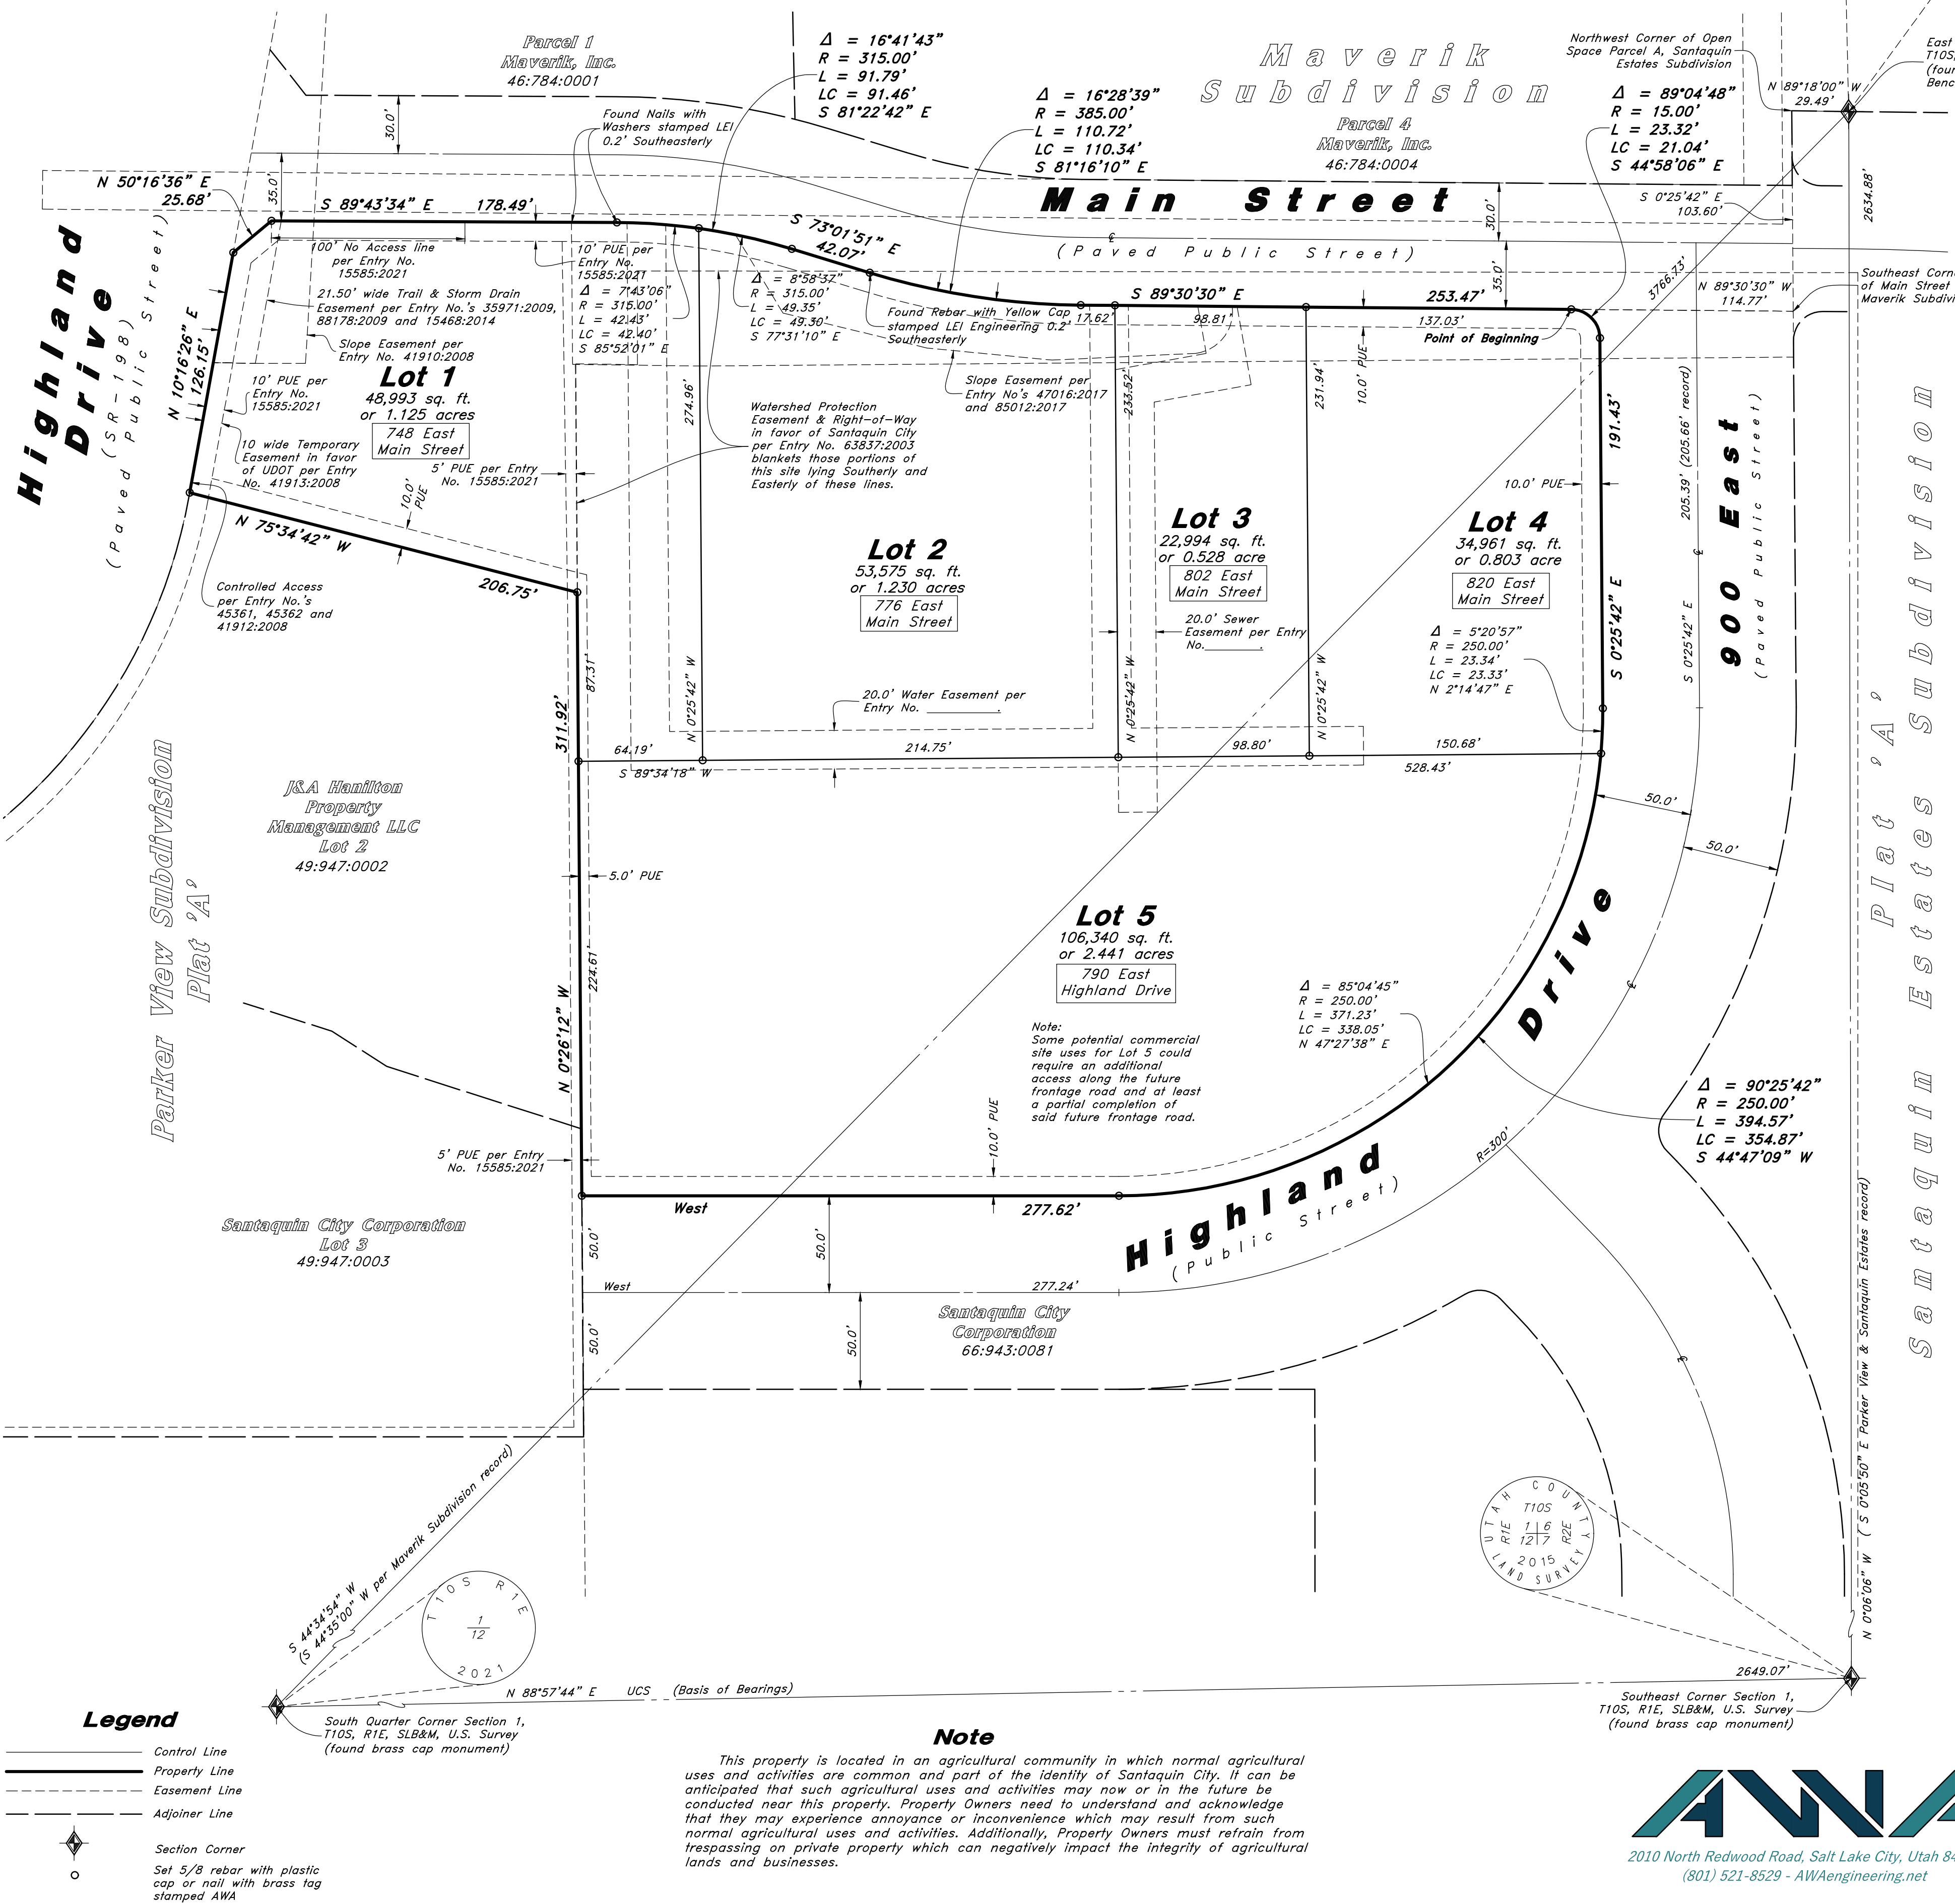 Parcel 1
Maverik, Inc.
46:784:0001
Δ = 16°41'43"
R = 315.00'
L = 91.79'
LC = 91.46'
S 81°22'42" E
Maverik
Subdivision
Parcel 4
Maverik, Inc.
46:784:0004
Δ = 16°28'39"
R = 385.00'
L = 110.72'
LC = 110.34'
S 81°16'10" E
Northwest Corner of Open
Space Parcel A, Santaquin
Estates Subdivision
N 89°18'00" W
29.49'
East
T10S,
(foun
Benc
Δ = 89°04'48"
R = 15.00'
L = 23.32'
LC = 21.04'
S 44°58'06" E
2634.88'
Found Nails with
Washers stamped LEI
0.2' Southeasterly
30.0'
35.0'
N 50°16'36" E
25.68'
S 89°43'34" E 178.49'
S 73°01'51" E
42.07'
Main Street
(Paved Public Street)
℄
30.0'
35.0'
S 0°25'42" E
103.60'
3766.73'
N 89°30'30" W
114.77'
Southeast Corne
of Main Street
Maverik Subdivi
Highland
Drive
(SR-198)
(Paved Public Street)
N 10°16'26" E
126.15'
100' No Access line
per Entry No.
15585:2021
21.50' wide Trail & Storm Drain
Easement per Entry No.'s 35971:2009,
88178:2009 and 15468:2014
Slope Easement per
Entry No. 41910:2008
10' PUE per
Entry No.
15585:2021
Δ = 7°43'06"
R = 315.00'
L = 42.43'
LC = 42.40'
S 85°52'01" E
Δ = 8°58'37"
R = 315.00'
L = 49.35'
LC = 49.30'
S 77°31'10" E
Found Rebar with Yellow Cap
stamped LEI Engineering 0.2'
Southeasterly
17.62'
S 89°30'30" E 253.47'
98.81'
137.03'
Point of Beginning
10.0' PUE
Lot 1
48,993 sq. ft.
or 1.125 acres
748 East
Main Street
10' PUE per
Entry No.
15585:2021
10 wide Temporary
Easement in favor
of UDOT per Entry
No. 41913:2008
5' PUE per Entry
No. 15585:2021
10.0'
PUE
274.96'
Watershed Protection
Easement & Right-of-Way
in favor of Santaquin City
per Entry No. 63837:2003
blankets those portions of
this site lying Southerly and
Easterly of these lines.
Slope Easement per
Entry No's 47016:2017
and 85012:2017
233.52'
231.94'
191.43'
205.39' (205.66' record)
900 East
(Paved Public Street)
N 75°34'42" W
206.75'
Controlled Access
per Entry No.'s
45361, 45362 and
41912:2008
Lot 2
53,575 sq. ft.
or 1.230 acres
776 East
Main Street
Lot 3
22,994 sq. ft.
or 0.528 acre
802 East
Main Street
20.0' Sewer
Easement per Entry
No.________.
10.0' PUE
Lot 4
34,961 sq. ft.
or 0.803 acre
820 East
Main Street
Δ = 5°20'57"
R = 250.00'
L = 23.34'
LC = 23.33'
N 2°14'47" E
S 0°25'42" E
S 0°25'42" E
℄
87.31'
311.92'
N 0°25'42" W
N 0°25'42" W
N 0°25'42" W
20.0' Water Easement per
Entry No. __________.
64.19'
214.75'
98.80'
150.68'
S 89°34'18" W
528.43'
50.0'
50.0'
J&A Hanilton
Property
Management LLC
Lot 2
49:947:0002
Parker View Subdivision
Plat 'A'
5.0' PUE
224.61'
N 0°26'12" W
Lot 5
106,340 sq. ft.
or 2.441 acres
790 East
Highland Drive
Note:
Some potential commercial
site uses for Lot 5 could
require an additional
access along the future
frontage road and at least
a partial completion of
said future frontage road.
Δ = 85°04'45"
R = 250.00'
L = 371.23'
LC = 338.05'
N 47°27'38" E
Δ = 90°25'42"
R = 250.00'
L = 394.57'
LC = 354.87'
S 44°47'09" W
℄
R=300'
Plat 'A'
Santaquin Estates Subdivision
5' PUE per Entry
No. 15585:2021
10.0' PUE
West 277.62'
Highland Drive
(Public Street)
Santaquin City Corporation
Lot 3
49:947:0003
50.0'
50.0'
West
277.24'
50.0'
50.0'
Santaquin City
Corporation
66:943:0081
℄
N 0°06'06" W (S 0°05'50" E Parker View & Santaquin Estates record)
S 44°34'54" W
(S 44°35'00" W per Maverik Subdivision record)
T10S R1E
1
12
2021
UTAH COUNTY
T10S
R1E 1 6 R2E
12 7
2015
LAND SURVEY
N 88°57'44" E UCS (Basis of Bearings)
2649.07'
South Quarter Corner Section 1,
T10S, R1E, SLB&M, U.S. Survey
(found brass cap monument)
Southeast Corner Section 1,
T10S, R1E, SLB&M, U.S. Survey
(found brass cap monument)
Legend
Control Line
Property Line
Easement Line
Adjoiner Line
Section Corner
Set 5/8 rebar with plastic
cap or nail with brass tag
stamped AWA
Note
This property is located in an agricultural community in which normal agricultural
uses and activities are common and part of the identity of Santaquin City. It can be
anticipated that such agricultural uses and activities may now or in the future be
conducted near this property. Property Owners need to understand and acknowledge
that they may experience annoyance or inconvenience which may result from such
normal agricultural uses and activities. Additionally, Property Owners must refrain from
trespassing on private property which can negatively impact the integrity of agricultural
lands and businesses.
AWA
2010 North Redwood Road, Salt Lake City, Utah 84
(801) 521-8529 - AWAengineering.net